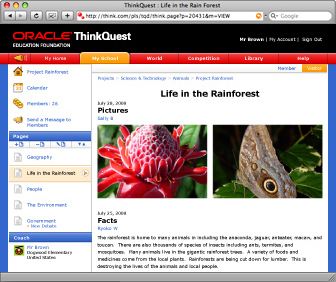 ThinkQuest : Life in the Rain Forest
http://think.com/pls/tqd/think.page?p=20431&m=VIEW
Google
ORACLE ThinkQuest
EDUCATION FOUNDATION
Mr Brown | My Account | Sign Out
My Home My School World Competition Library Help
Member Visitor
Project Rainforest
Calendar
Members - 26
Send a Message to
Members
Pages
Geography
Life in the Rainforest
People
The Environment
Government
New Debate
Coach
Mr Brown
Dogwood Elementary
United States
Projects > Science & Technology > Animals > Project Rainforest
Life in the Rainforest
July 28, 2008
Pictures
Sally B
July 25, 2008
Facts
Kyoko W
The rainforest is home to many animals in including the anaconda, jaguar, anteater, macaw, and
toucan. There are also thousands of species of insects including ants, termites, and
mosquitoes. Many animals live in the gigantic rainforest trees. A variety of foods and
medicines come from the local plants. Rainforests are being cut down for lumber. This is
destroying the lives of the animals and local people.